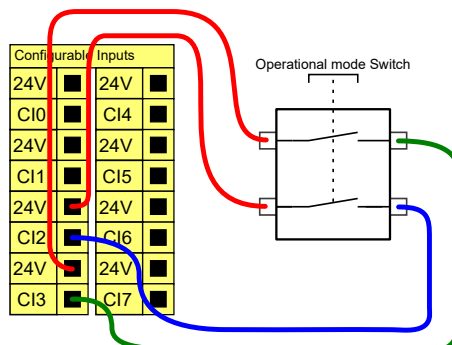 Configurable Inputs
Operational mode Switch
24V 24V
CI0 CI4
24V 24V
CI1 CI5
24V 24V
CI2 CI6
24V 24V
CI3 CI7